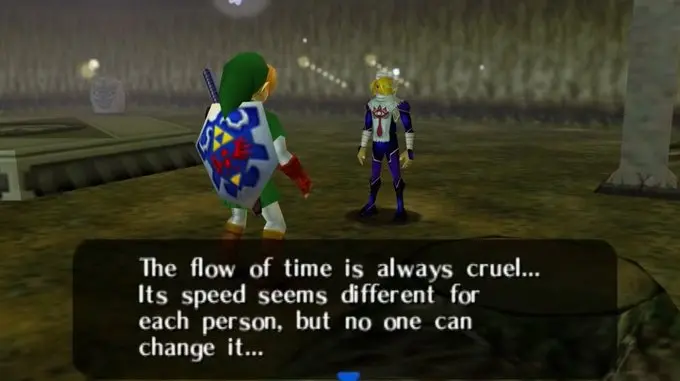 The flow of time is always cruel...
Its speed seems different for
each person, but no one can
change it...